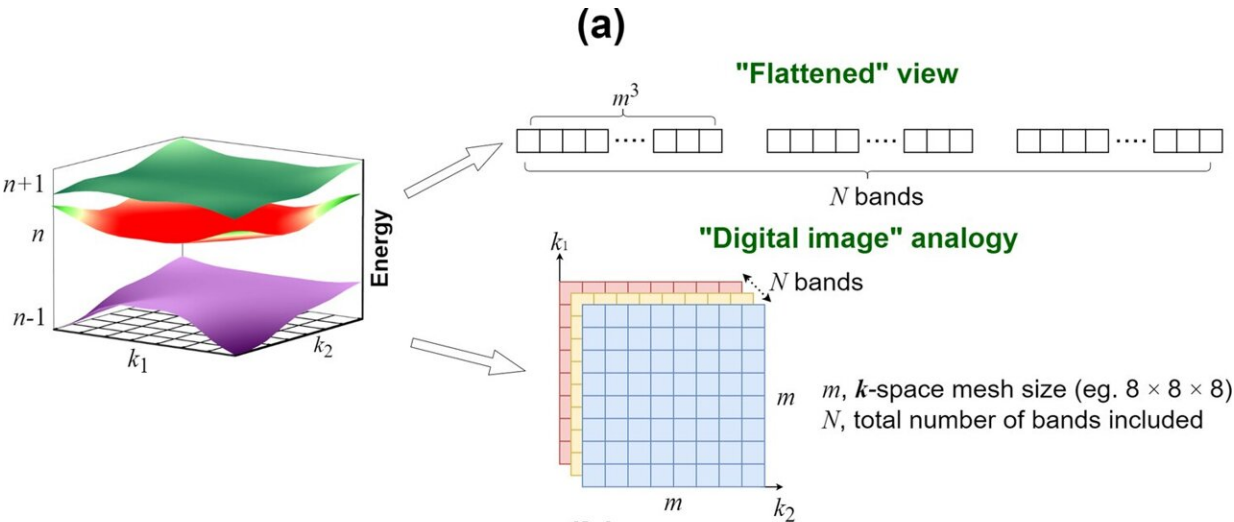 (a)
"Flattened" view
m³
N bands
n+1
n
n-1
k₁
k₂
Energy
"Digital image" analogy
k₁
N bands
m
m
k₂
m, k-space mesh size (eg. 8 × 8 × 8)
N, total number of bands included